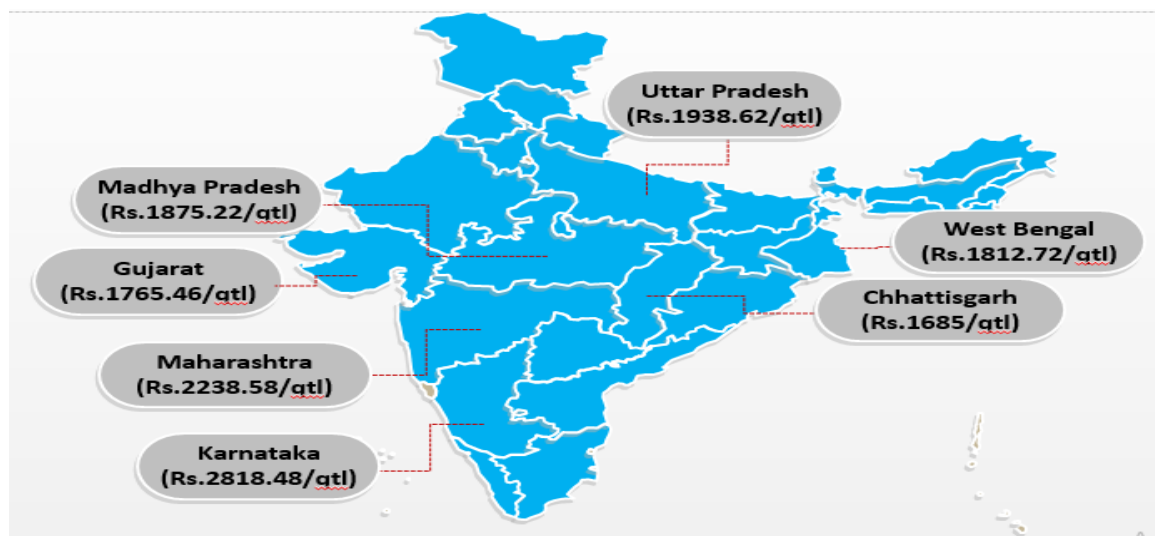 Uttar Pradesh
(Rs.1938.62/qtl)
Madhya Pradesh
(Rs.1875.22/qtl)
West Bengal
(Rs.1812.72/qtl)
Gujarat
(Rs.1765.46/qtl)
Chhattisgarh
(Rs.1685/qtl)
Maharashtra
(Rs.2238.58/qtl)
Karnataka
(Rs.2818.48/qtl)